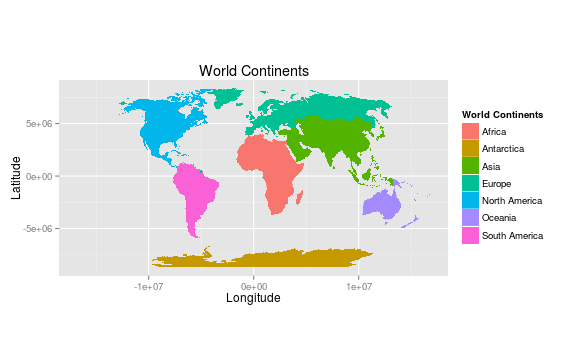 World Continents
5e+06
0e+00
-5e+06
-1e+07
0e+00
1e+07
Latitude
Longitude
World Continents
Africa
Antarctica
Asia
Europe
North America
Oceania
South America